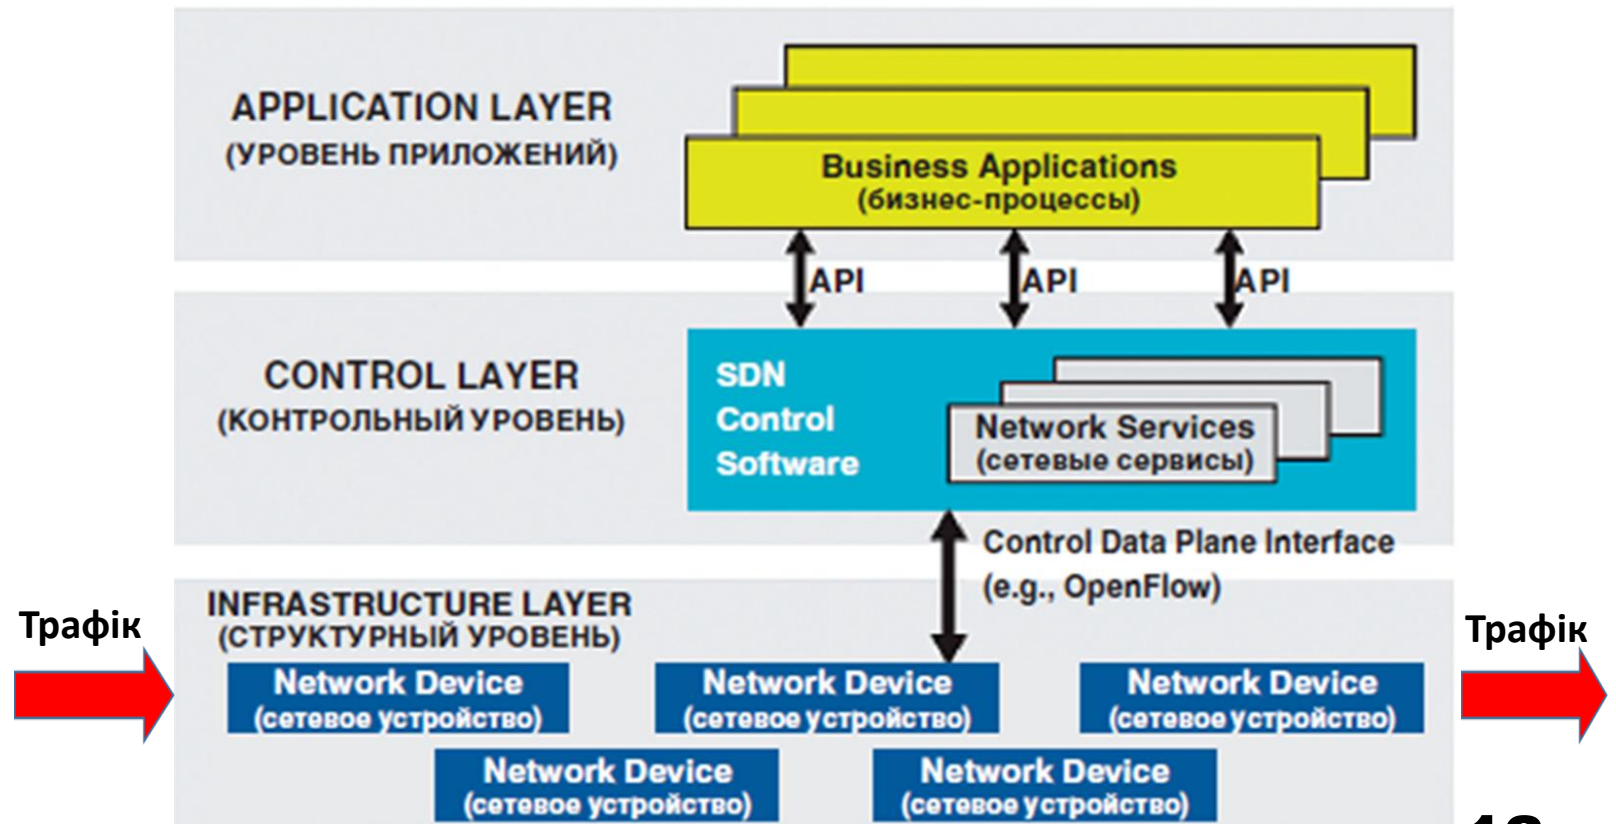 APPLICATION LAYER
(УРОВЕНЬ ПРИЛОЖЕНИЙ)
Business Applications
(бизнес-процессы)
API
API
API
CONTROL LAYER
(КОНТРОЛЬНЫЙ УРОВЕНЬ)
SDN
Control
Software
Network Services
(сетевые сервисы)
Control Data Plane Interface
(e.g., OpenFlow)
INFRASTRUCTURE LAYER
(СТРУКТУРНЫЙ УРОВЕНЬ)
Трафік
Трафік
Network Device
(сетевое устройство)
Network Device
(сетевое устройство)
Network Device
(сетевое устройство)
Network Device
(сетевое устройство)
Network Device
(сетевое устройство)